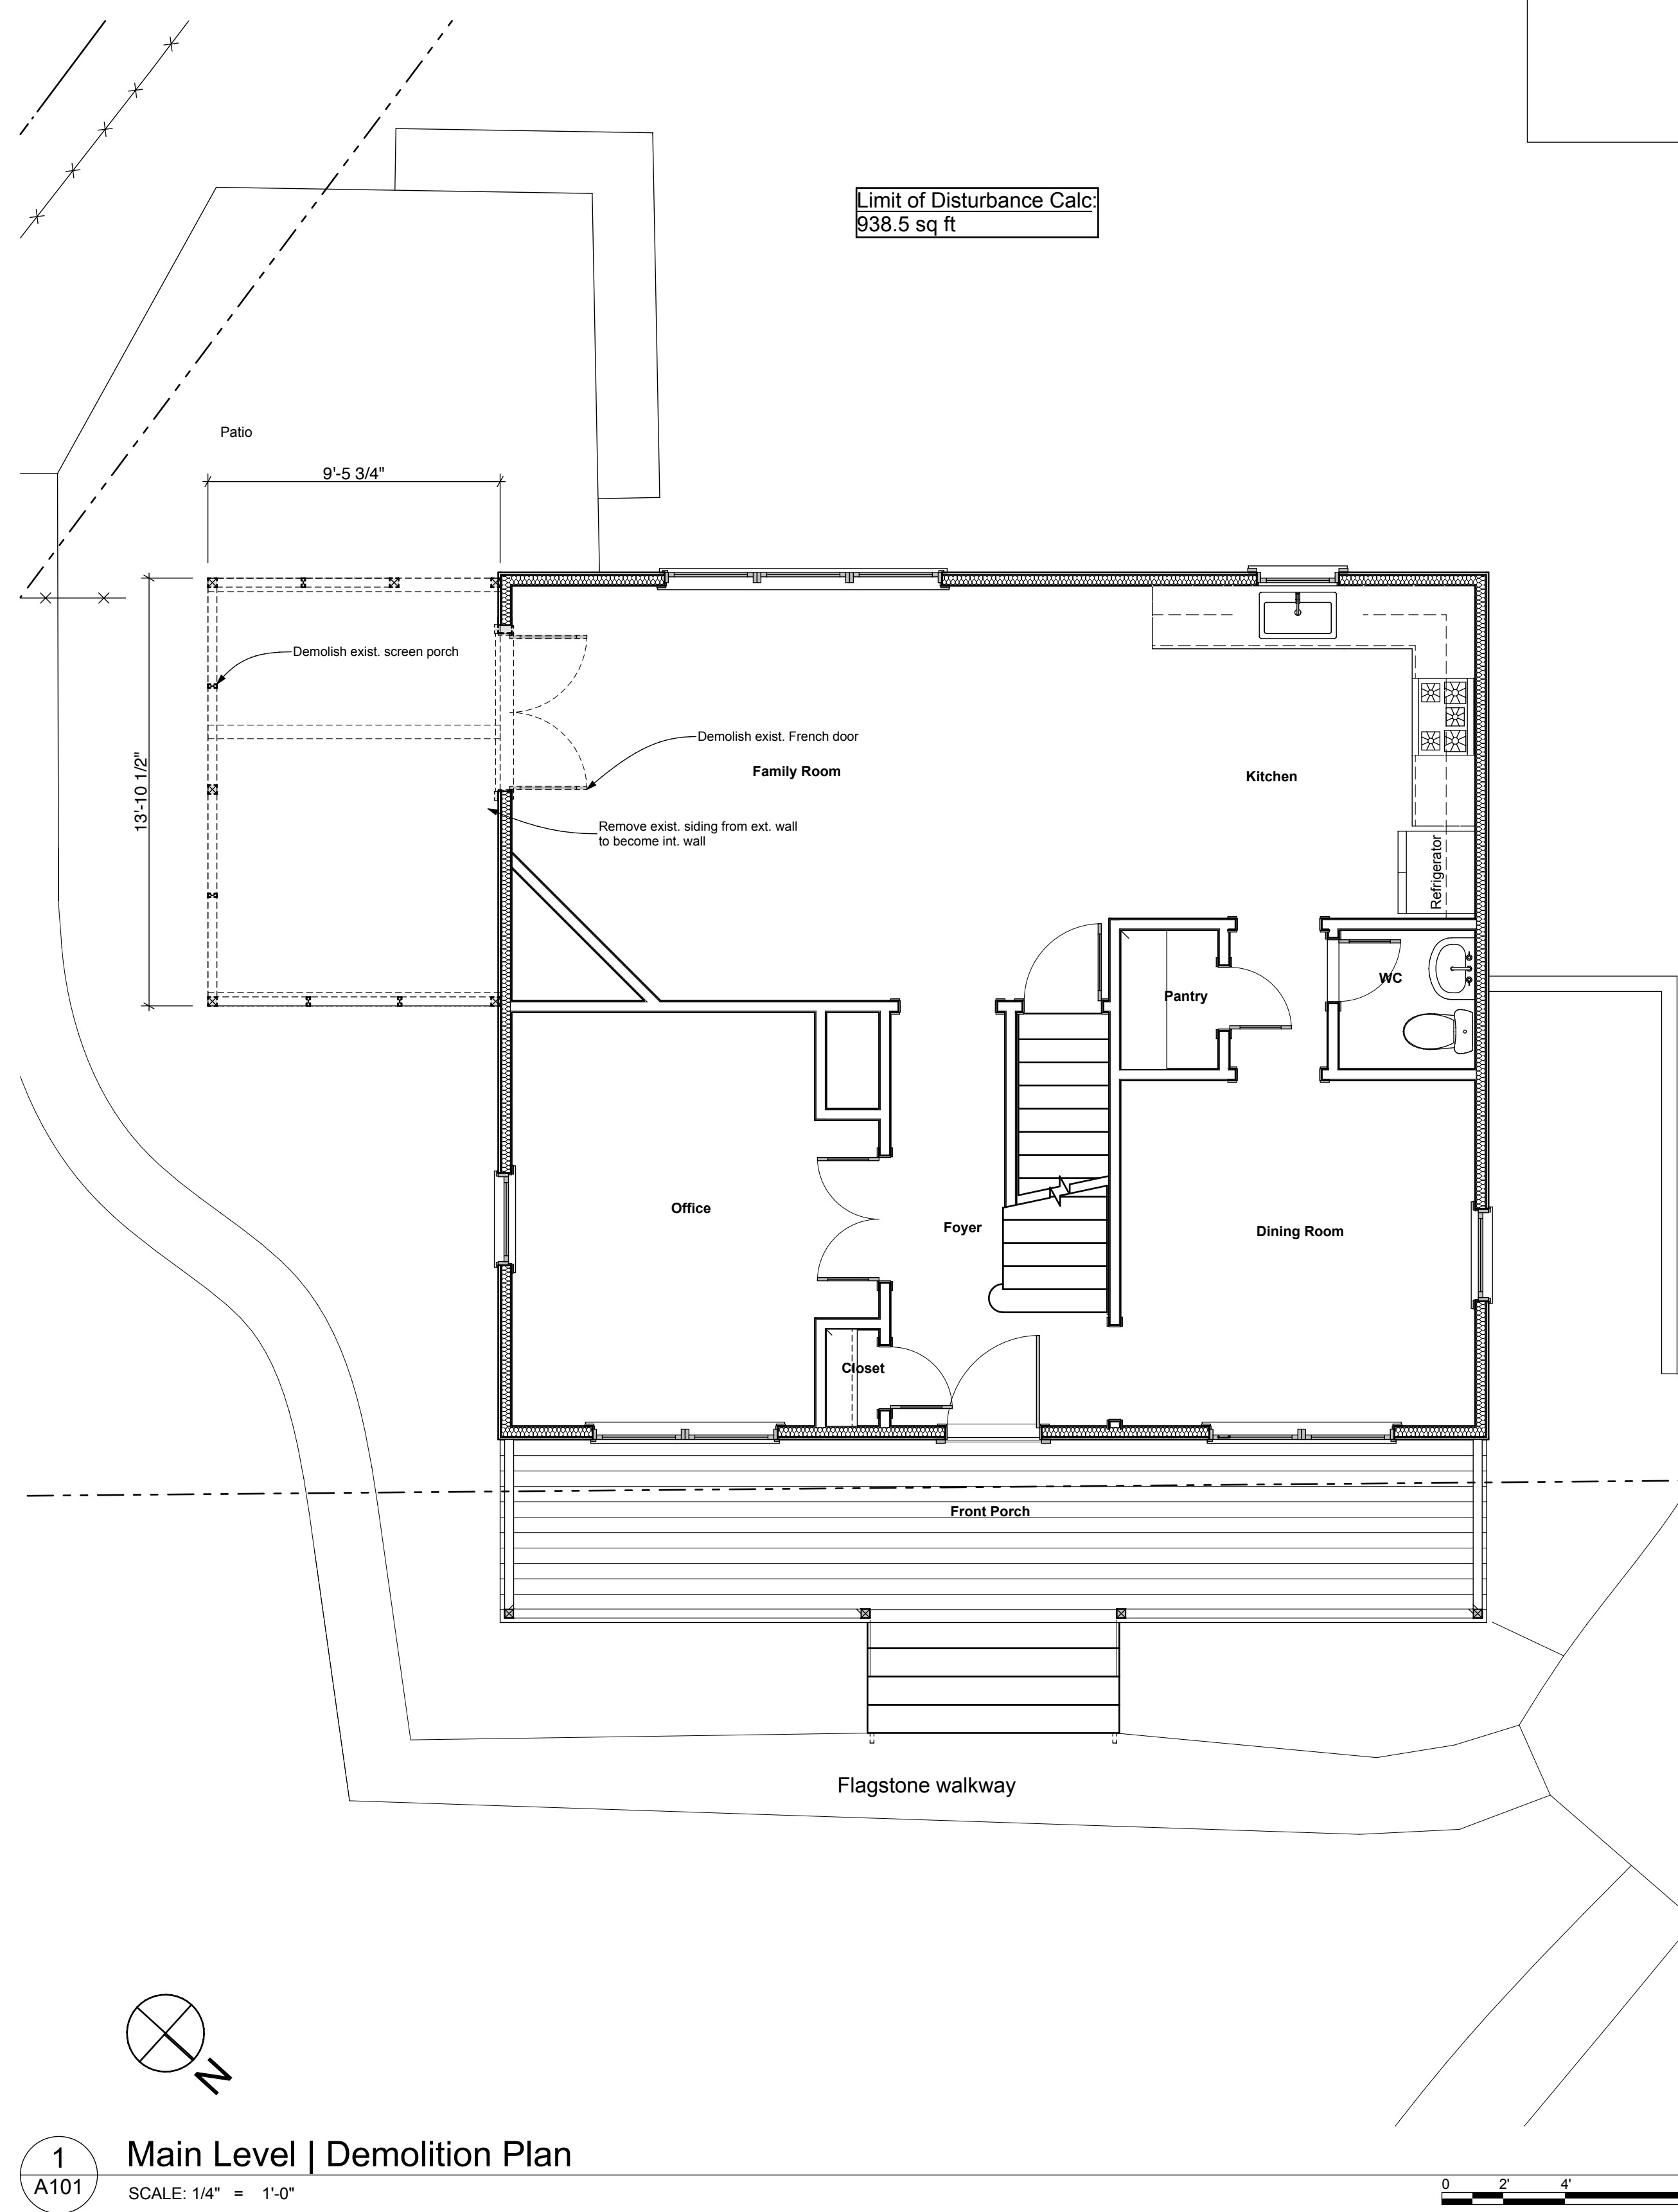 Limit of Disturbance Calc:
938.5 sq ft
Patio
9'-5 3/4"
13'-10 1/2"
Demolish exist. screen porch
Demolish exist. French door
Family Room
Kitchen
Remove exist. siding from ext. wall
to become int. wall
Refrigerator
WC
Pantry
Office
Foyer
Dining Room
Closet
Front Porch
Flagstone walkway
N
1
A101
Main Level | Demolition Plan
SCALE: 1/4" = 1'-0"
0 2' 4'